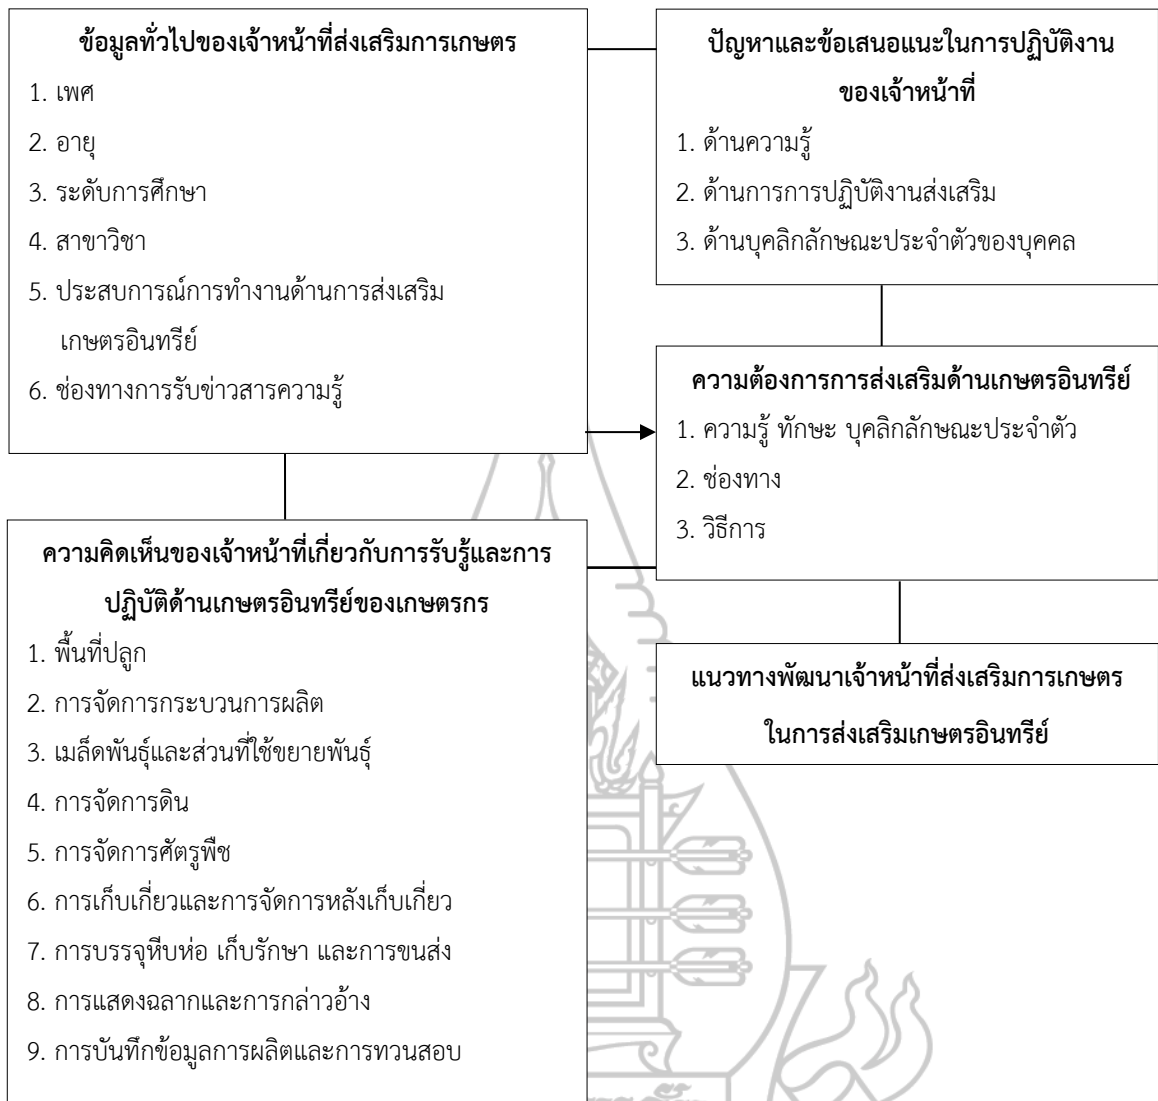 ข้อมูลทั่วไปของเจ้าหน้าที่ส่งเสริมการเกษตร
1. เพศ
2. อายุ
3. ระดับการศึกษา
4. สาขาวิชา
5. ประสบการณ์การทำงานด้านการส่งเสริม
เกษตรอินทรีย์
6. ช่องทางการรับข่าวสารความรู้
ปัญหาและข้อเสนอแนะในการปฏิบัติงาน
ของเจ้าหน้าที่
1. ด้านความรู้
2. ด้านการการปฏิบัติงานส่งเสริม
3. ด้านบุคลิกลักษณะประจำตัวของบุคคล
ความต้องการการส่งเสริมด้านเกษตรอินทรีย์
1. ความรู้ ทักษะ บุคลิกลักษณะประจำตัว
2. ช่องทาง
3. วิธีการ
ความคิดเห็นของเจ้าหน้าที่เกี่ยวกับการรับรู้และการ
ปฏิบัติด้านเกษตรอินทรีย์ของเกษตรกร
1. พื้นที่ปลูก
2. การจัดการกระบวนการผลิต
3. เมล็ดพันธุ์และส่วนที่ใช้ขยายพันธุ์
4. การจัดการดิน
5. การจัดการศัตรูพืช
6. การเก็บเกี่ยวและการจัดการหลังเก็บเกี่ยว
7. การบรรจุหีบห่อ เก็บรักษา และการขนส่ง
8. การแสดงฉลากและการกล่าวอ้าง
9. การบันทึกข้อมูลการผลิตและการทวนสอบ
แนวทางพัฒนาเจ้าหน้าที่ส่งเสริมการเกษตร
ในการส่งเสริมเกษตรอินทรีย์